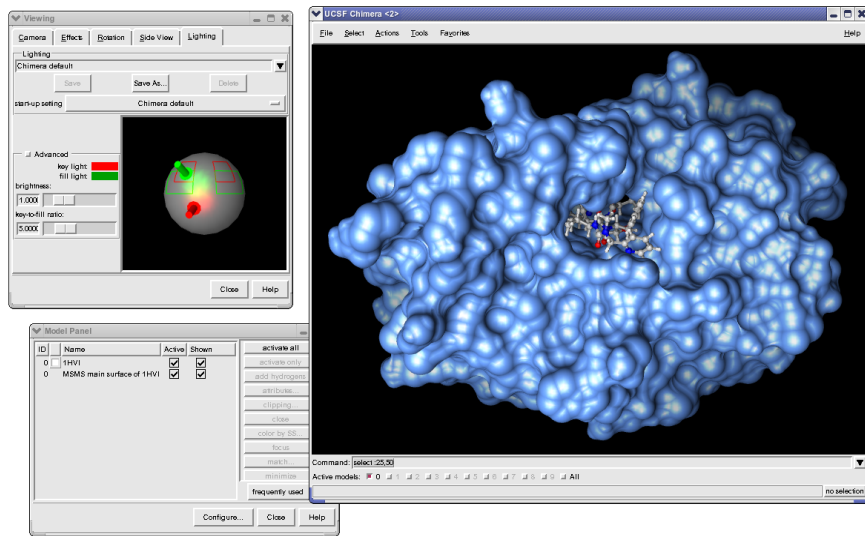 Viewing
Camera Effects Rotation Side View Lighting
Lighting
Chimera default
Save Save As... Delete
start-up setting Chimera default
Advanced
key light
fill light
brightness:
1.000
key-to-fill ratio:
5.000
Close Help
Model Panel
ID Name Active Shown
0 1HVI
0 MSMS main surface of 1HVI
activate all
activate only
add hydrogens
attributes...
clipping...
close
color by SS...
focus
match...
minimize
frequently used
Configure... Close Help
UCSF Chimera <2>
File Select Actions Tools Favorites Help
Command: select :25,50
Active models: 0 1 2 3 4 5 6 7 8 9 All
no selection